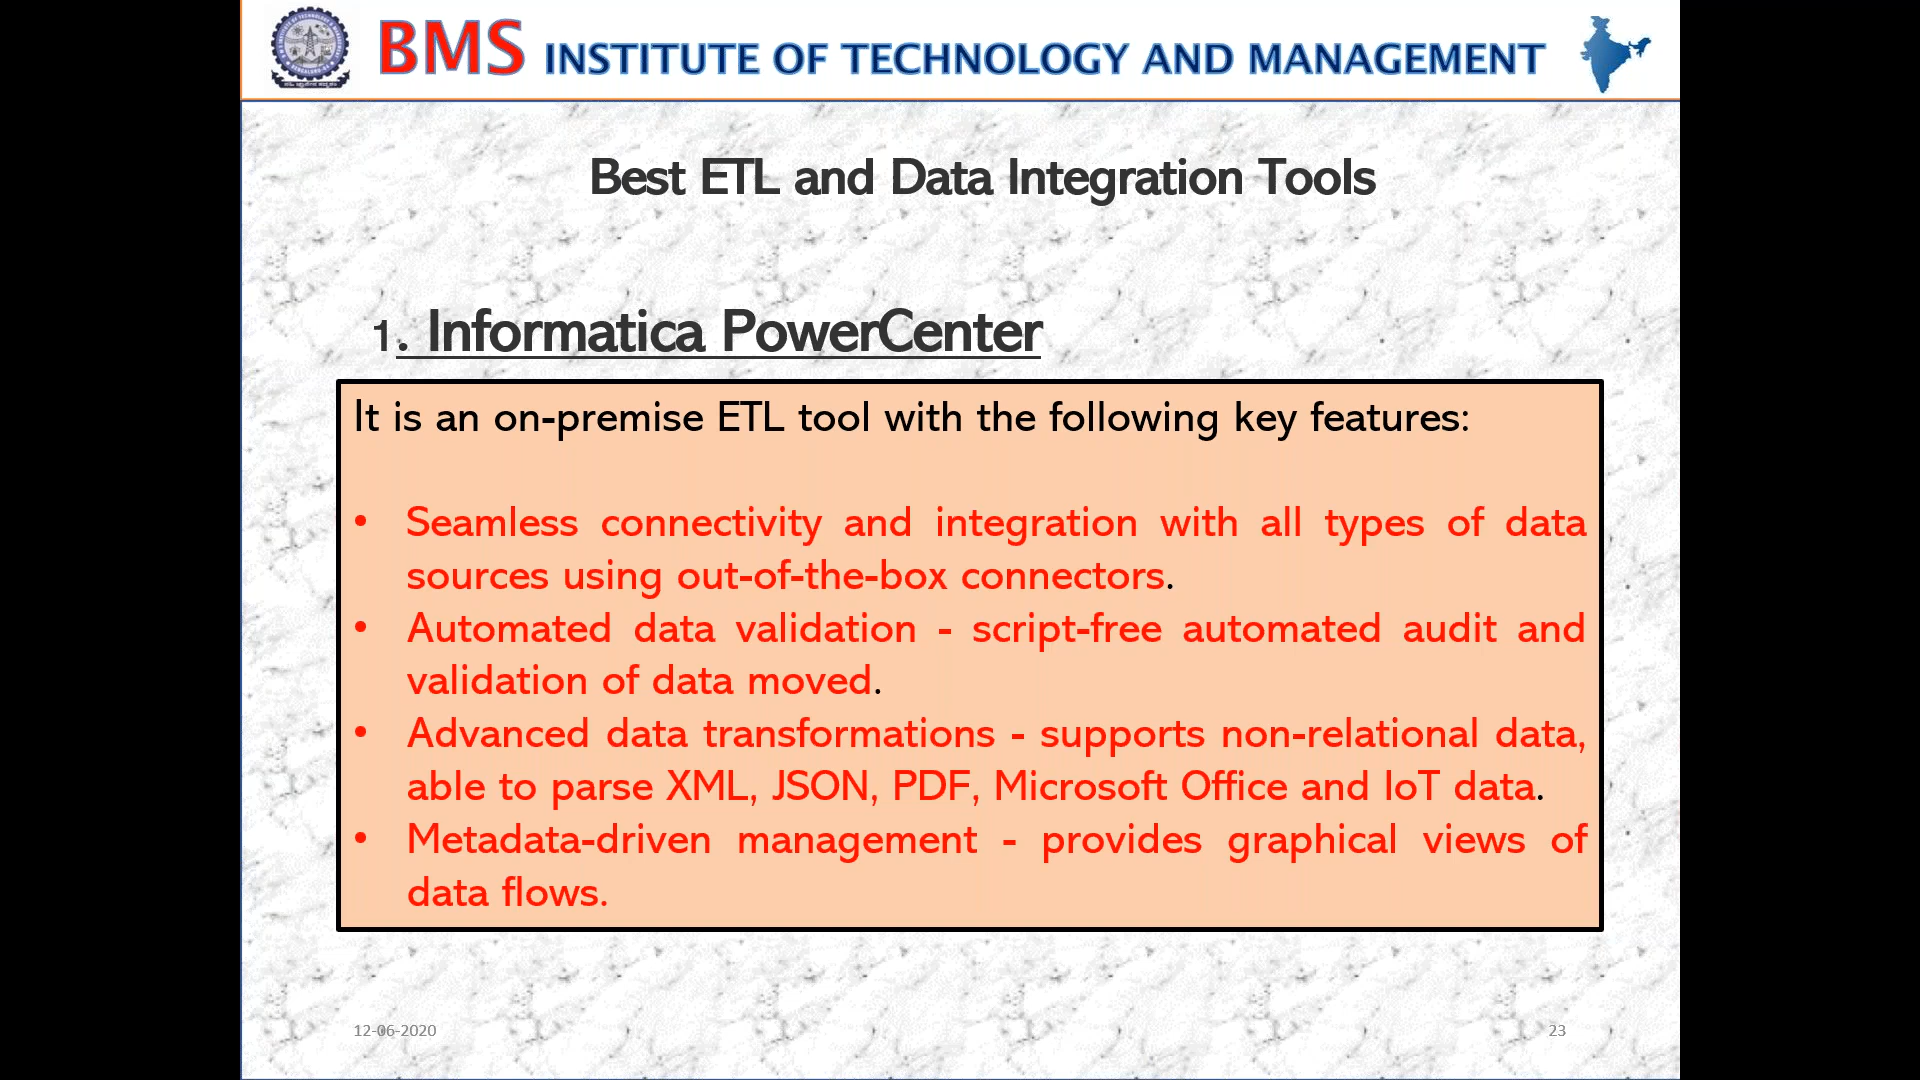 BMS INSTITUTE OF TECHNOLOGY AND MANAGEMENT
Best ETL and Data Integration Tools
1. Informatica PowerCenter
It is an on-premise ETL tool with the following key features:
• Seamless connectivity and integration with all types of data
sources using out-of-the-box connectors.
• Automated data validation - script-free automated audit and
validation of data moved.
• Advanced data transformations - supports non-relational data,
able to parse XML, JSON, PDF, Microsoft Office and IoT data.
• Metadata-driven management - provides graphical views of
data flows.
12-06-2020
23